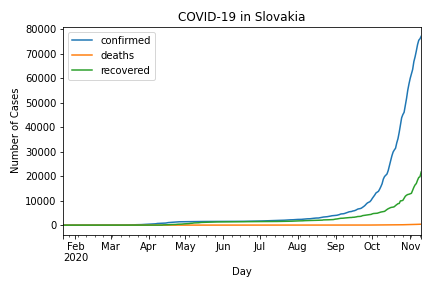 COVID-19 in Slovakia
confirmed
deaths
recovered
Number of Cases
80000
70000
60000
50000
40000
30000
20000
10000
0
Feb Mar Apr May Jun Jul Aug Sep Oct Nov
2020
Day